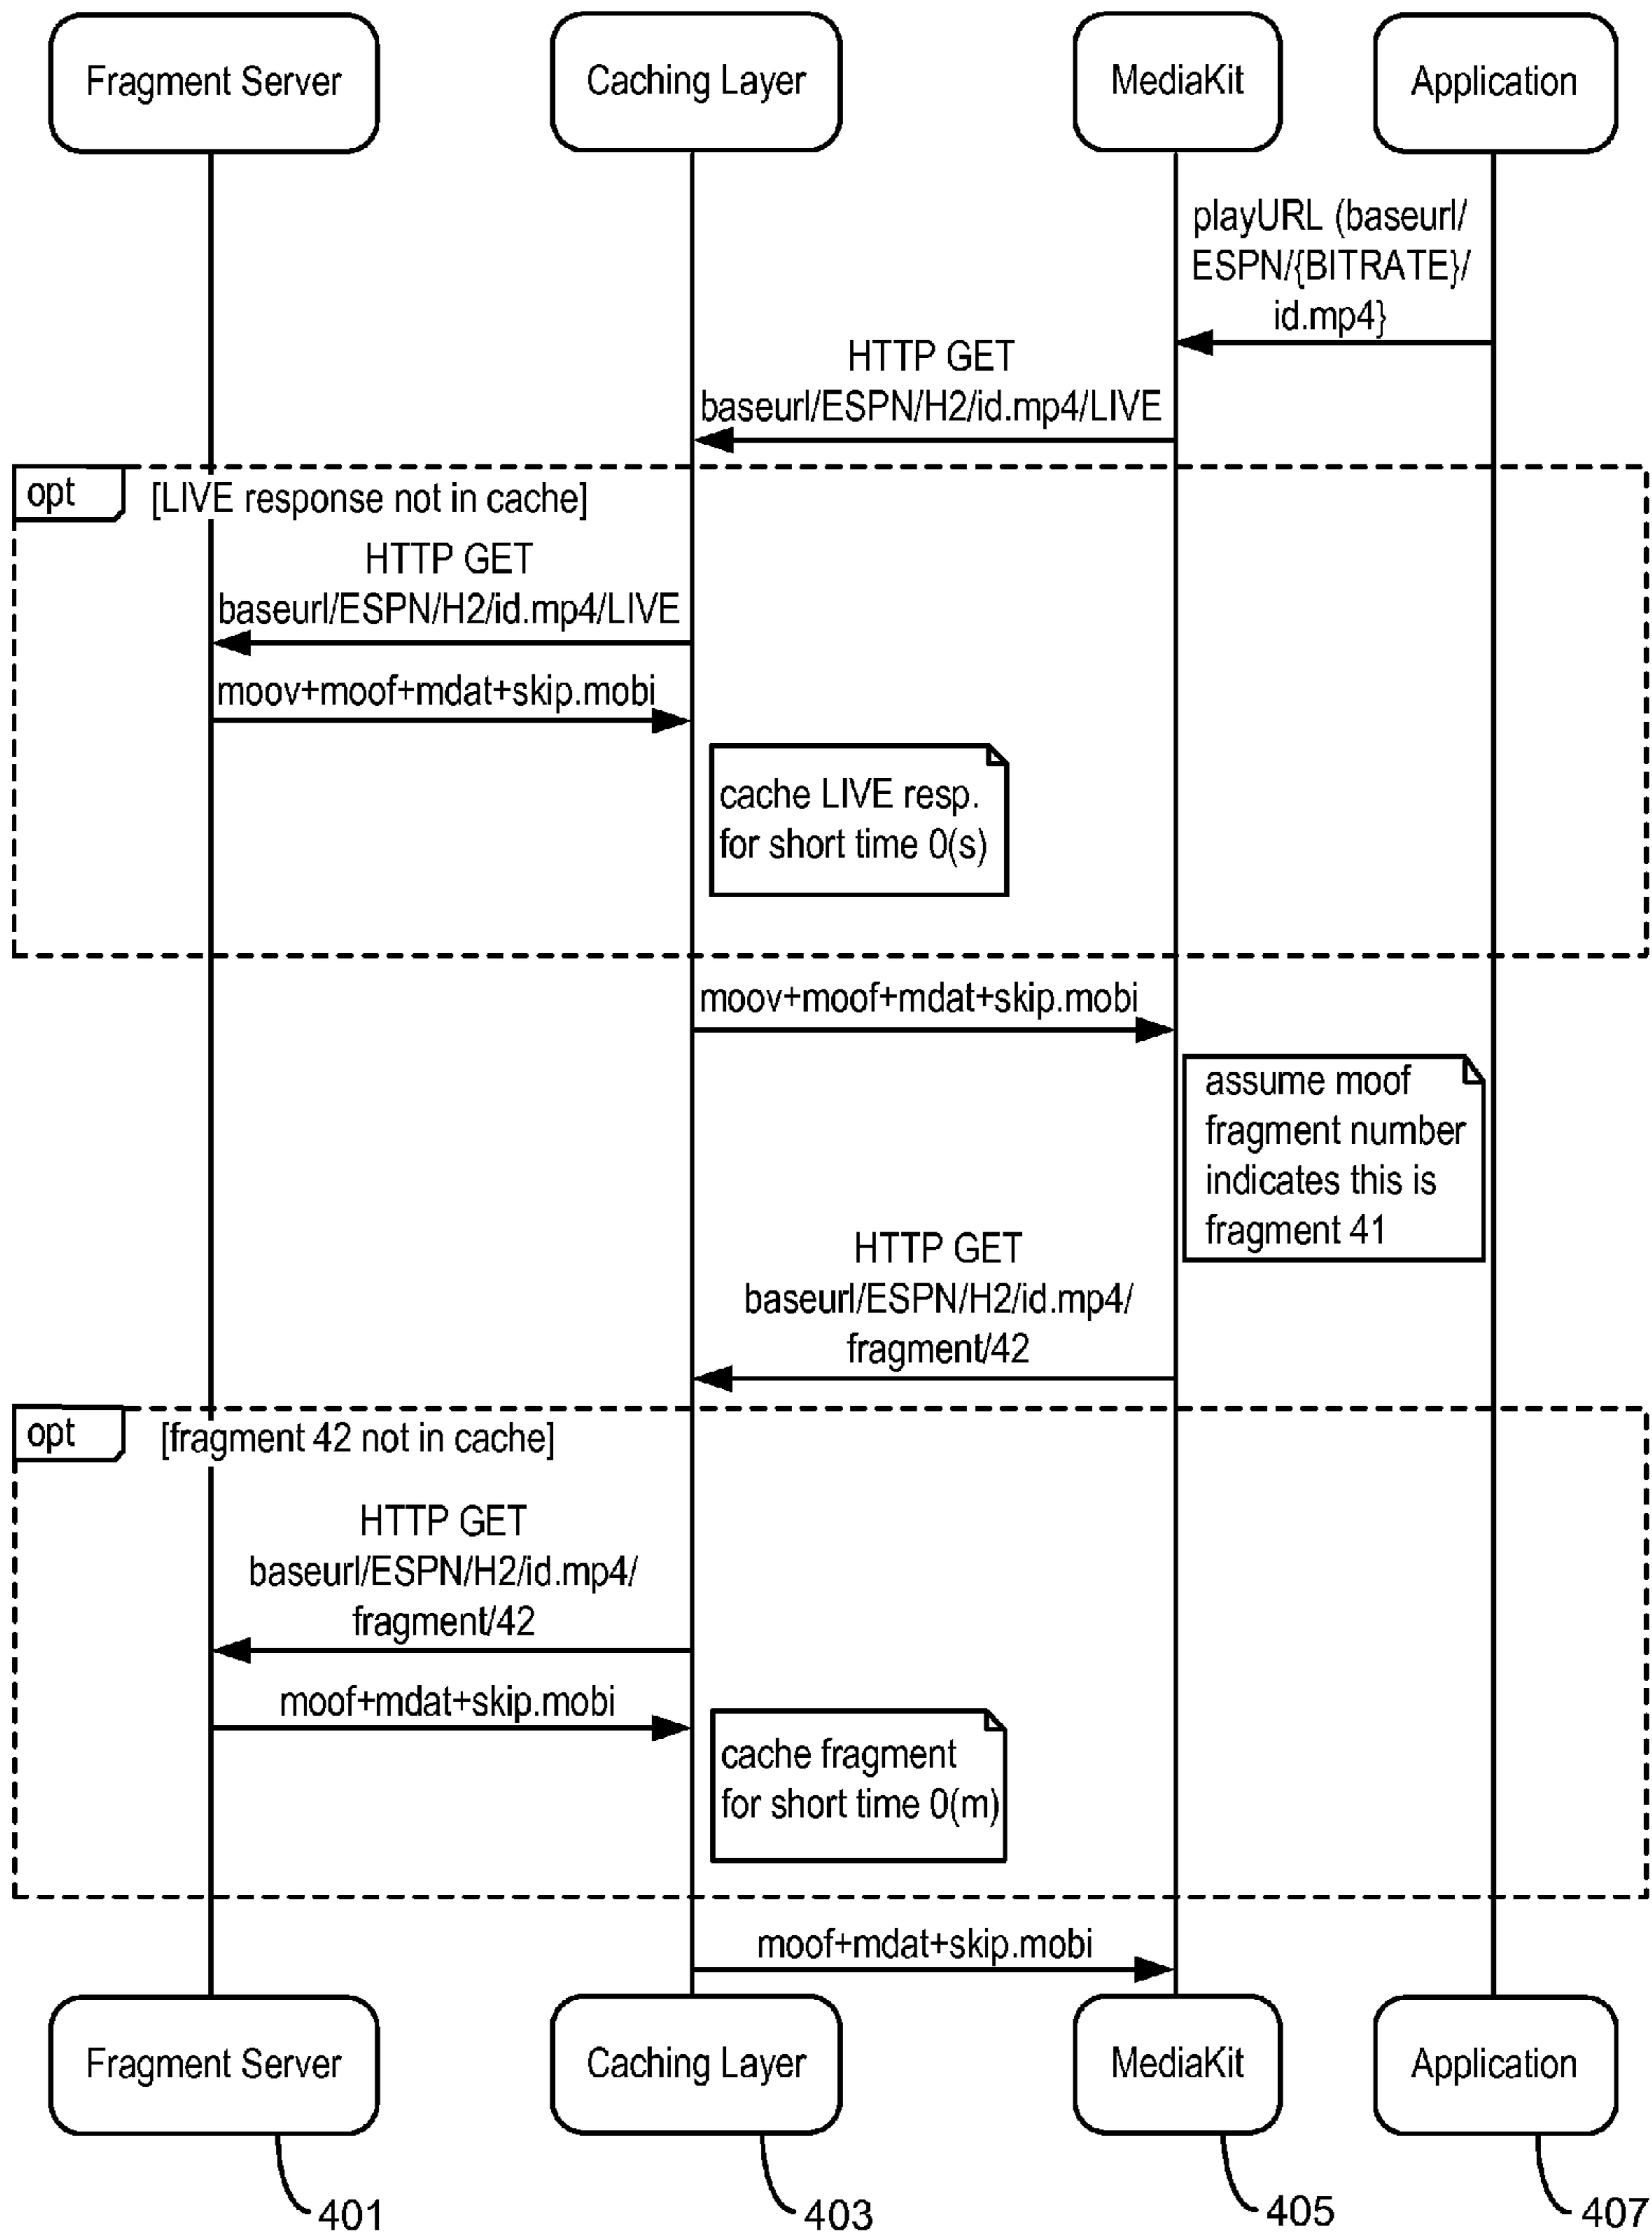 Fragment Server
Caching Layer
MediaKit
Application
playURL (baseurl/
ESPN/{BITRATE}/
id.mp4}
HTTP GET
baseurl/ESPN/H2/id.mp4/LIVE
opt
[LIVE response not in cache]
HTTP GET
baseurl/ESPN/H2/id.mp4/LIVE
moov+moof+mdat+skip.mobi
cache LIVE resp.
for short time 0(s)
moov+moof+mdat+skip.mobi
assume moof
fragment number
indicates this is
fragment 41
HTTP GET
baseurl/ESPN/H2/id.mp4/
fragment/42
opt
[fragment 42 not in cache]
HTTP GET
baseurl/ESPN/H2/id.mp4/
fragment/42
moof+mdat+skip.mobi
cache fragment
for short time 0(m)
moof+mdat+skip.mobi
Fragment Server
Caching Layer
MediaKit
Application
401
403
405
407